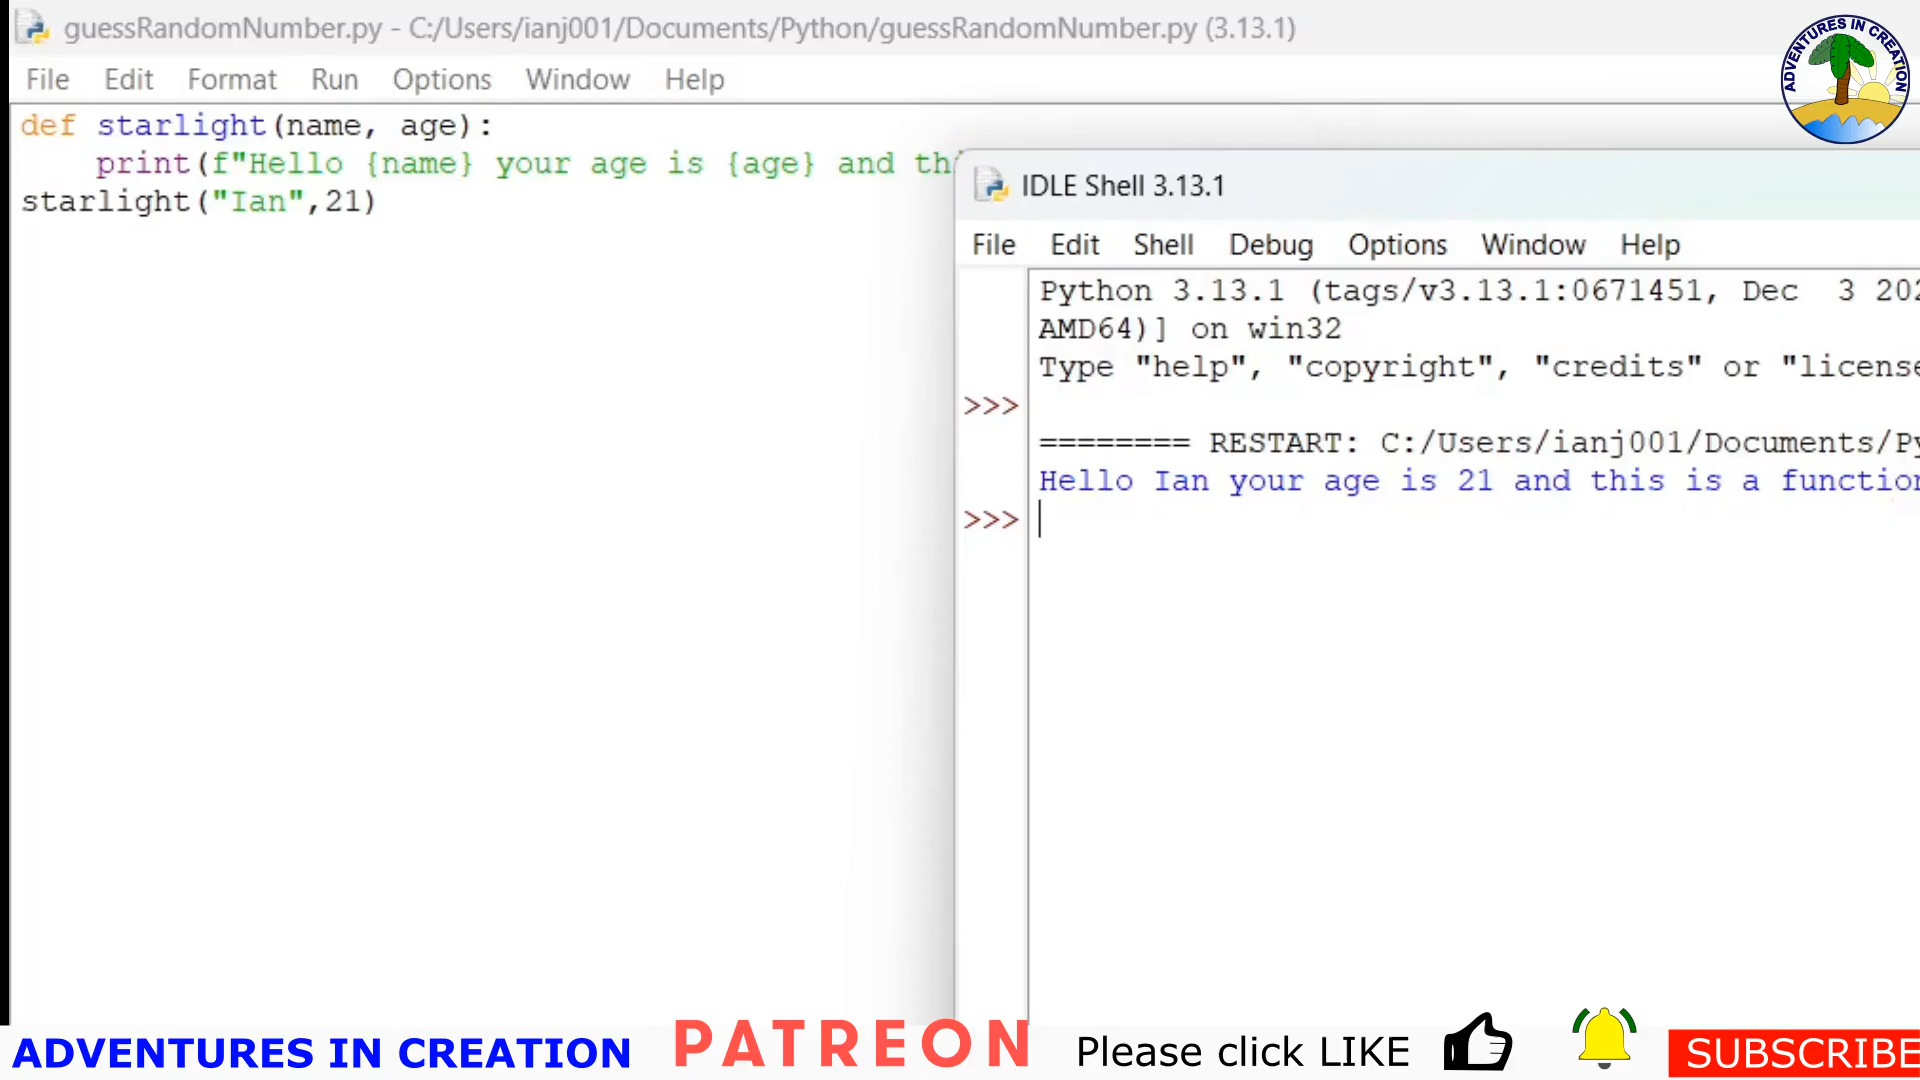 guessRandomNumber.py - C:/Users/ianj001/Documents/Python/guessRandomNumber.py (3.13.1)
File Edit Format Run Options Window Help
def starlight(name, age):
    print(f"Hello {name} your age is {age} and thi
starlight("Ian",21)
ADVENTURES IN CREATION
IDLE Shell 3.13.1
File Edit Shell Debug Options Window Help
Python 3.13.1 (tags/v3.13.1:0671451, Dec  3 202
AMD64)] on win32
Type "help", "copyright", "credits" or "license
>>>
======== RESTART: C:/Users/ianj001/Documents/Py
Hello Ian your age is 21 and this is a function
>>>
ADVENTURES IN CREATION PATREON Please click LIKE SUBSCRIBE